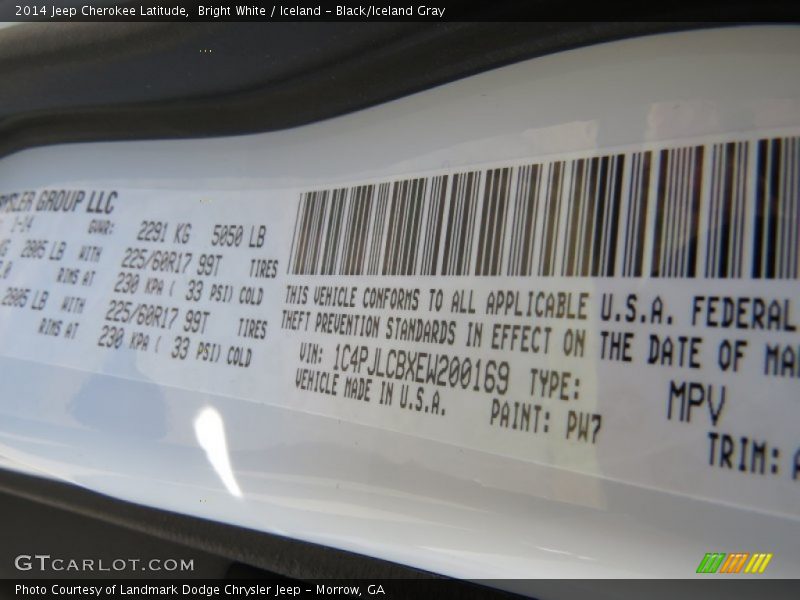 2014 Jeep Cherokee Latitude, Bright White / Iceland - Black/Iceland Gray
GROUP LLC
1-14 GVWR: 2291 KG 5050 LB
KG 2805 LB WITH 225/60R17 99T TIRES
RIMS AT 230 KPA ( 33 PSI) COLD
2805 LB WITH 225/60R17 99T TIRES
RIMS AT 230 KPA ( 33 PSI) COLD
THIS VEHICLE CONFORMS TO ALL APPLICABLE U.S.A. FEDERAL
THEFT PREVENTION STANDARDS IN EFFECT ON THE DATE OF
VIN: 1C4PJLCBXEW200169 TYPE: MPV
VEHICLE MADE IN U.S.A. PAINT: PW7
TRIM:
GTCARLOT.COM
Photo Courtesy of Landmark Dodge Chrysler Jeep - Morrow, GA